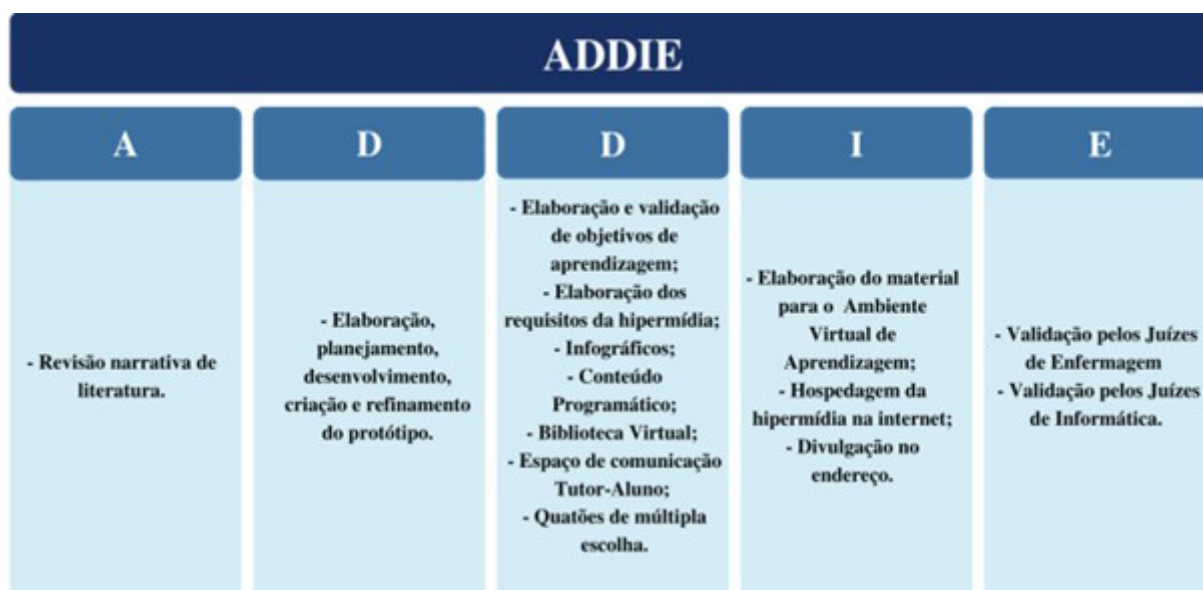 ADDIE
A
D
D
I
E
- Revisão narrativa de
literatura.
- Elaboração,
planejamento,
desenvolvimento,
criação e refinamento
do protótipo.
- Elaboração e validação
de objetivos de
aprendizagem;
- Elaboração dos
requisitos da hipermídia;
- Infográficos;
- Conteúdo
Programático;
- Biblioteca Virtual;
- Espaço de comunicação
Tutor-Aluno;
- Quatões de múltipla
escolha.
- Elaboração do material
para o Ambiente
Virtual de
Aprendizagem;
- Hospedagem da
hipermídia na internet;
- Divulgação no
endereço.
- Validação pelos Juízes
de Enfermagem
- Validação pelos Juízes
de Informática.